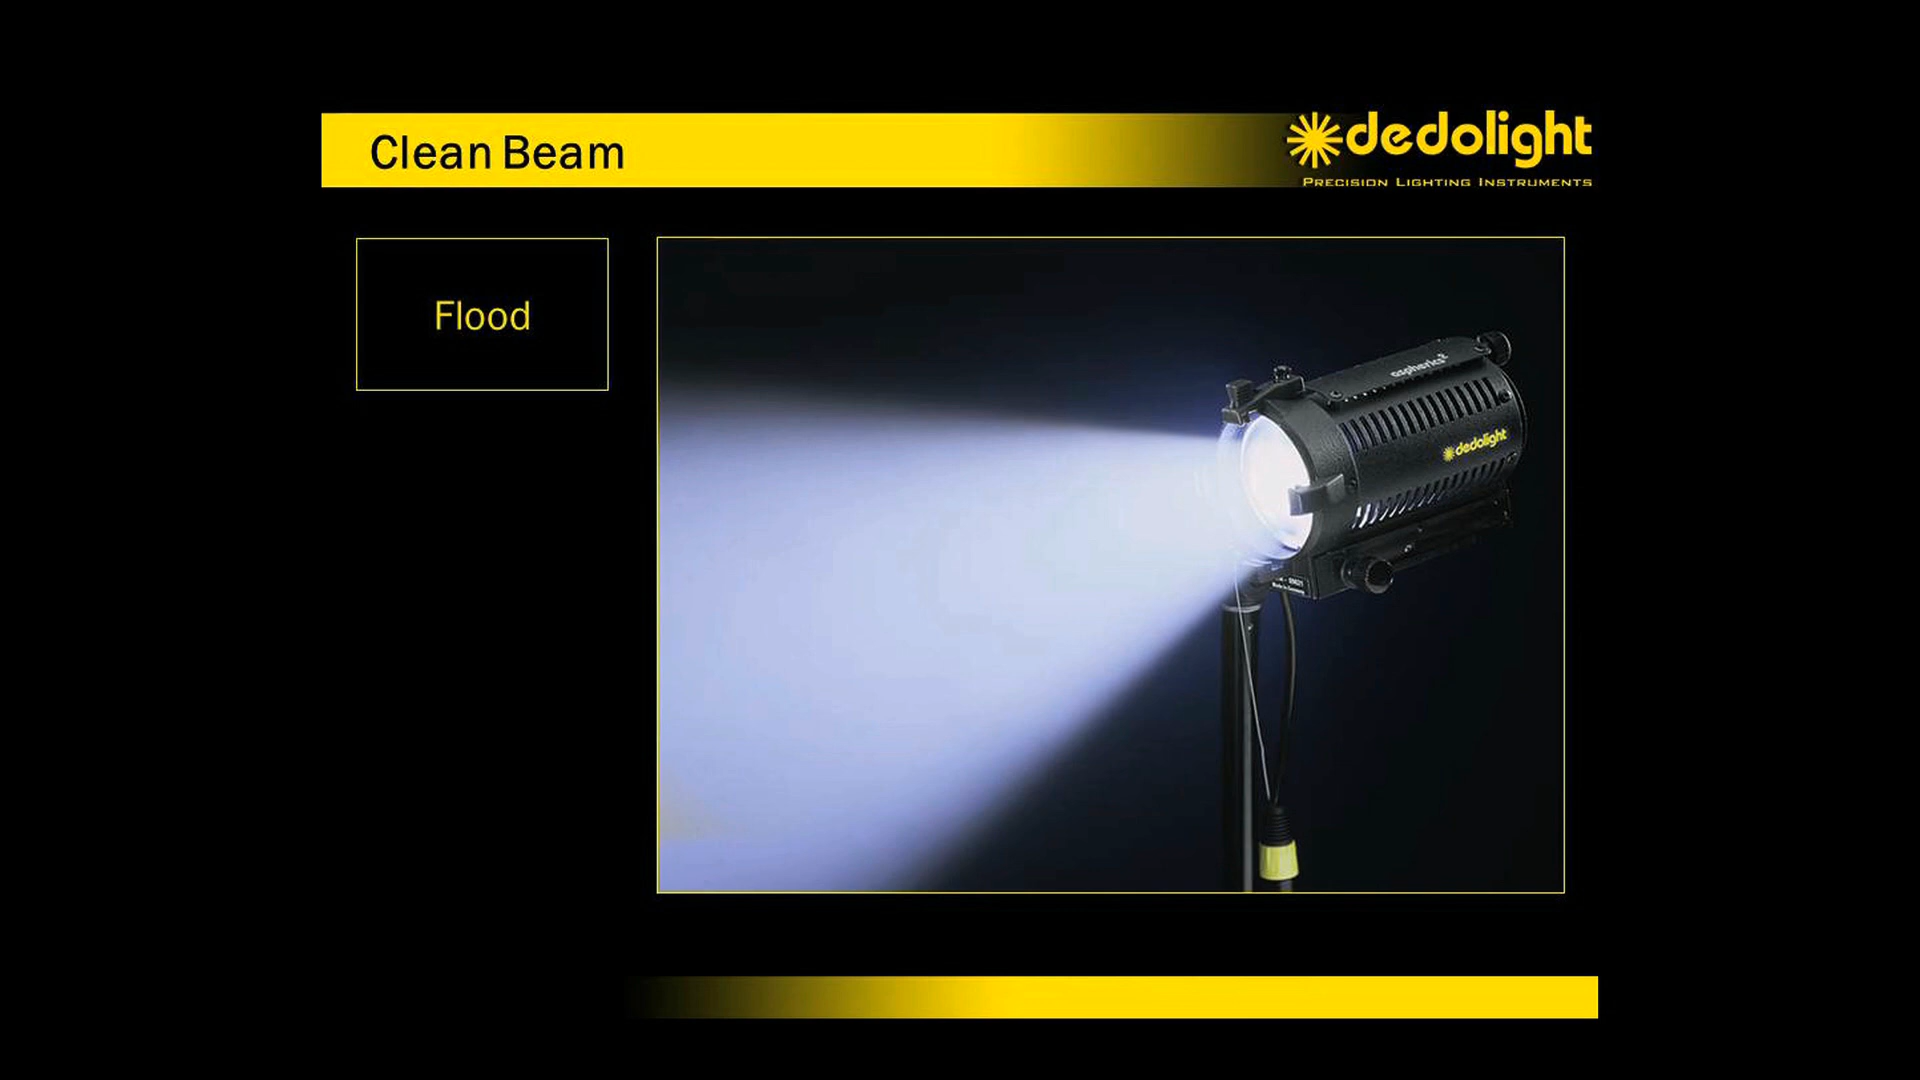 Clean Beam
dedolight
PRECISION LIGHTING INSTRUMENTS
Flood
aspherics²
dedolight